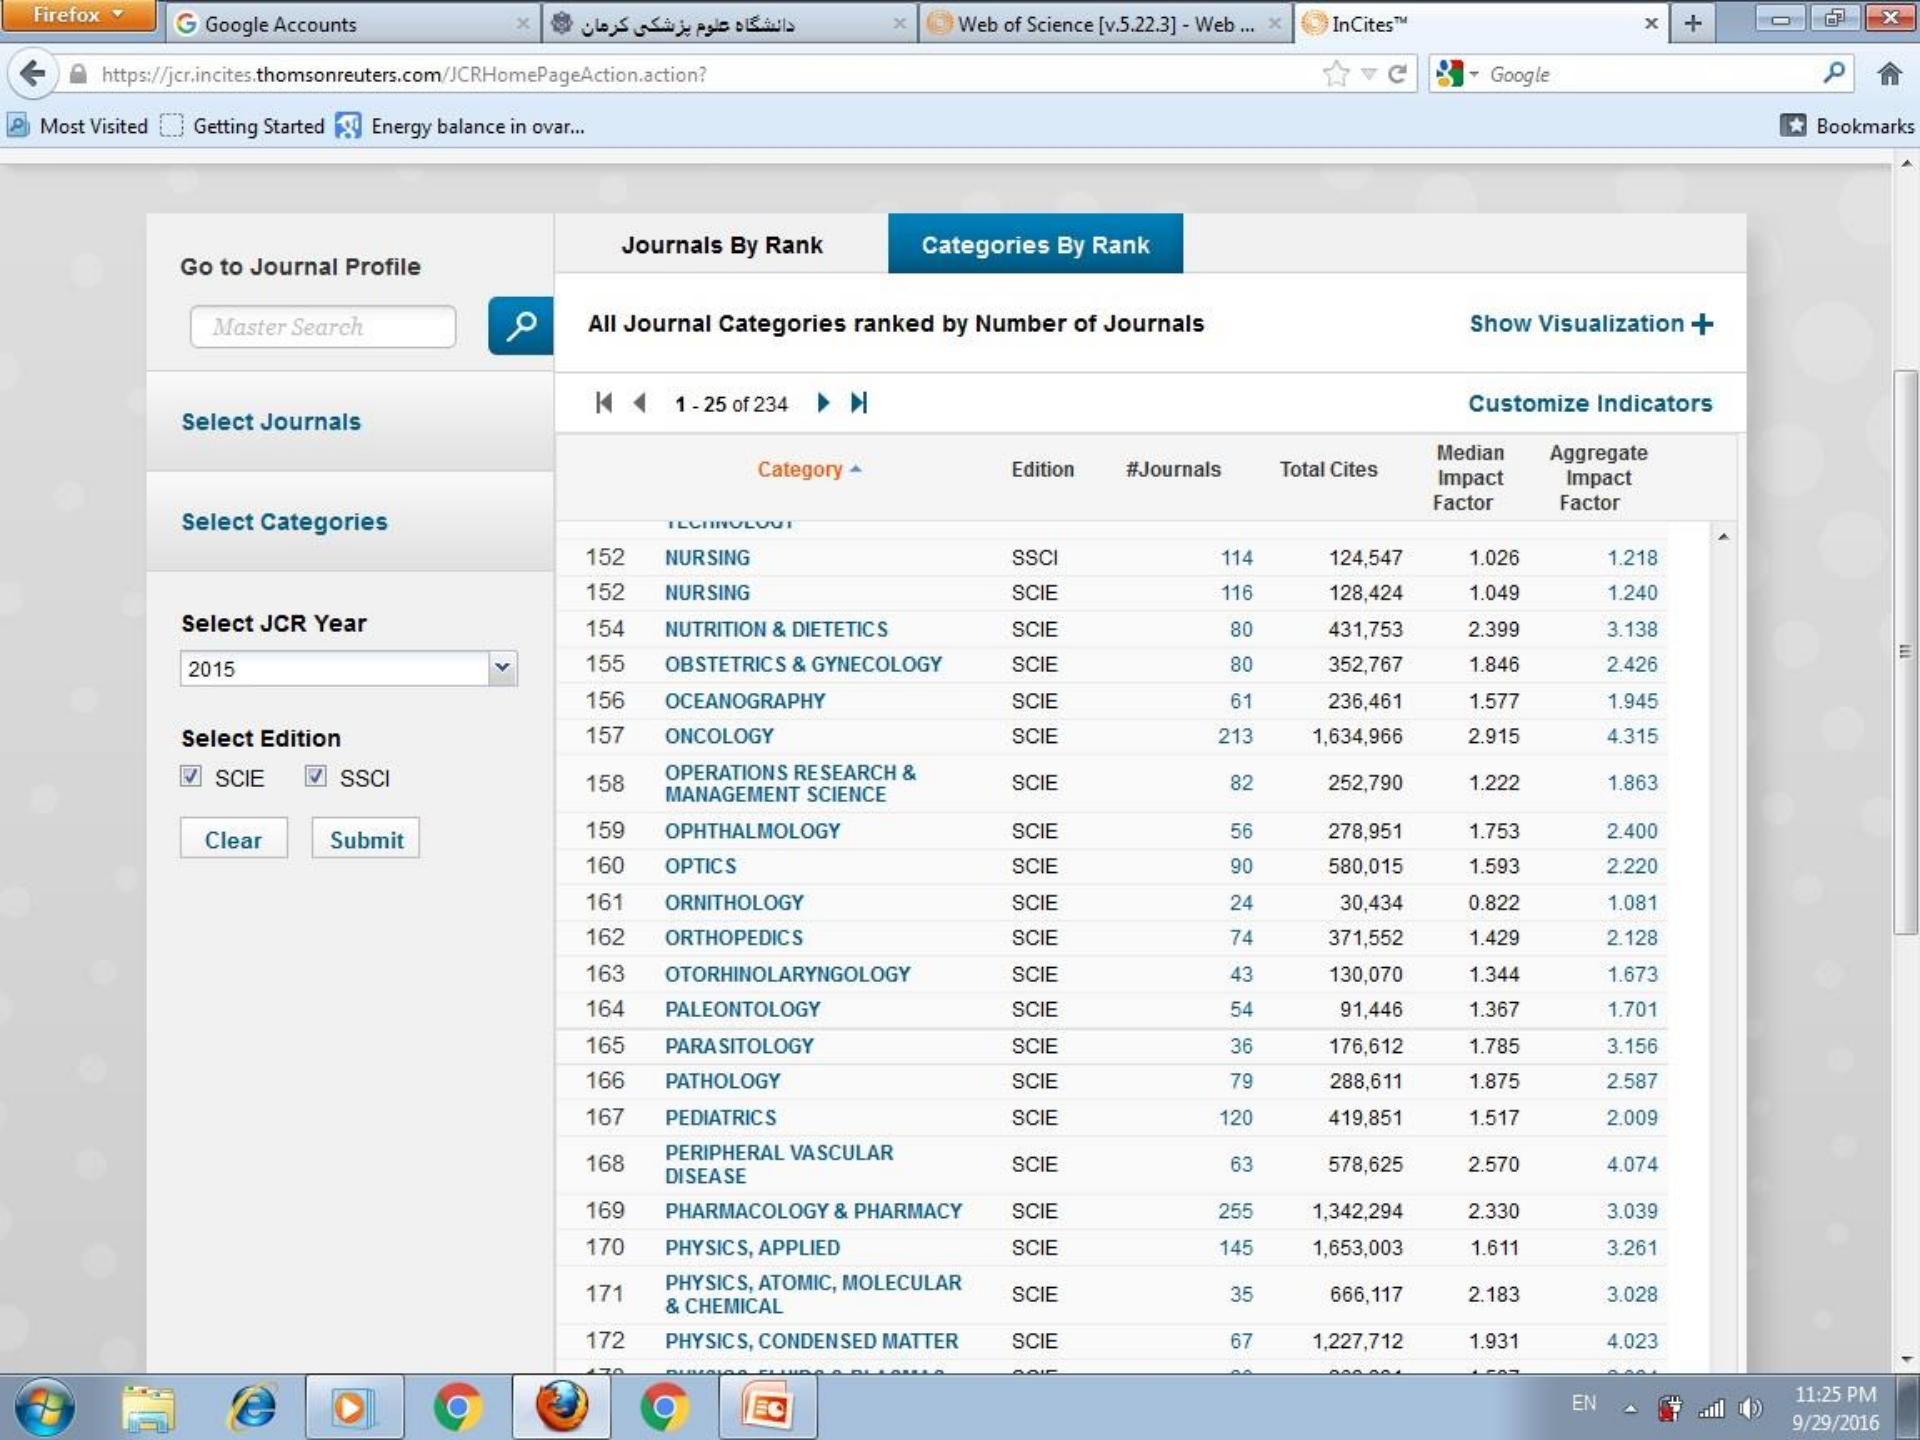 Firefox
Google Accounts
دانشگاه علوم پزشکی کرمان
Web of Science [v.5.22.3] - Web ...
InCites™
https://jcr.incites.thomsonreuters.com/JCRHomePageAction.action?
Google
Most Visited
Getting Started
Energy balance in ovar...
Bookmarks
Go to Journal Profile
Master Search
Select Journals
Select Categories
Select JCR Year
2015
Select Edition
SCIE SSCI
Clear Submit
Journals By Rank
Categories By Rank
All Journal Categories ranked by Number of Journals
Show Visualization +
1 - 25 of 234
Customize Indicators
Category Edition #Journals Total Cites Median Impact Factor Aggregate Impact Factor
TECHNOLOGY
152 NURSING SSCI 114 124,547 1.026 1.218
152 NURSING SCIE 116 128,424 1.049 1.240
154 NUTRITION & DIETETICS SCIE 80 431,753 2.399 3.138
155 OBSTETRICS & GYNECOLOGY SCIE 80 352,767 1.846 2.426
156 OCEANOGRAPHY SCIE 61 236,461 1.577 1.945
157 ONCOLOGY SCIE 213 1,634,966 2.915 4.315
158 OPERATIONS RESEARCH & MANAGEMENT SCIENCE SCIE 82 252,790 1.222 1.863
159 OPHTHALMOLOGY SCIE 56 278,951 1.753 2.400
160 OPTICS SCIE 90 580,015 1.593 2.220
161 ORNITHOLOGY SCIE 24 30,434 0.822 1.081
162 ORTHOPEDICS SCIE 74 371,552 1.429 2.128
163 OTORHINOLARYNGOLOGY SCIE 43 130,070 1.344 1.673
164 PALEONTOLOGY SCIE 54 91,446 1.367 1.701
165 PARASITOLOGY SCIE 36 176,612 1.785 3.156
166 PATHOLOGY SCIE 79 288,611 1.875 2.587
167 PEDIATRICS SCIE 120 419,851 1.517 2.009
168 PERIPHERAL VASCULAR DISEASE SCIE 63 578,625 2.570 4.074
169 PHARMACOLOGY & PHARMACY SCIE 255 1,342,294 2.330 3.039
170 PHYSICS, APPLIED SCIE 145 1,653,003 1.611 3.261
171 PHYSICS, ATOMIC, MOLECULAR & CHEMICAL SCIE 35 666,117 2.183 3.028
172 PHYSICS, CONDENSED MATTER SCIE 67 1,227,712 1.931 4.023
EN
11:25 PM
9/29/2016